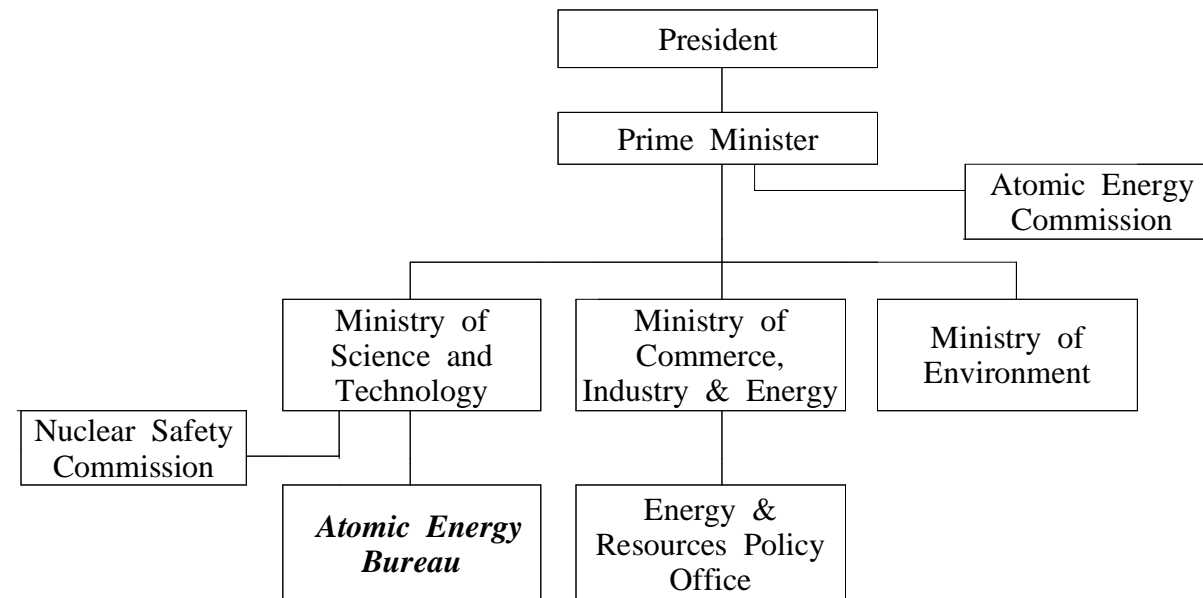 President
Prime Minister
Atomic Energy
Commission
Ministry of
Science and
Technology
Ministry of
Commerce,
Industry & Energy
Ministry of
Environment
Nuclear Safety
Commission
Atomic Energy
Bureau
Energy &
Resources Policy
Office